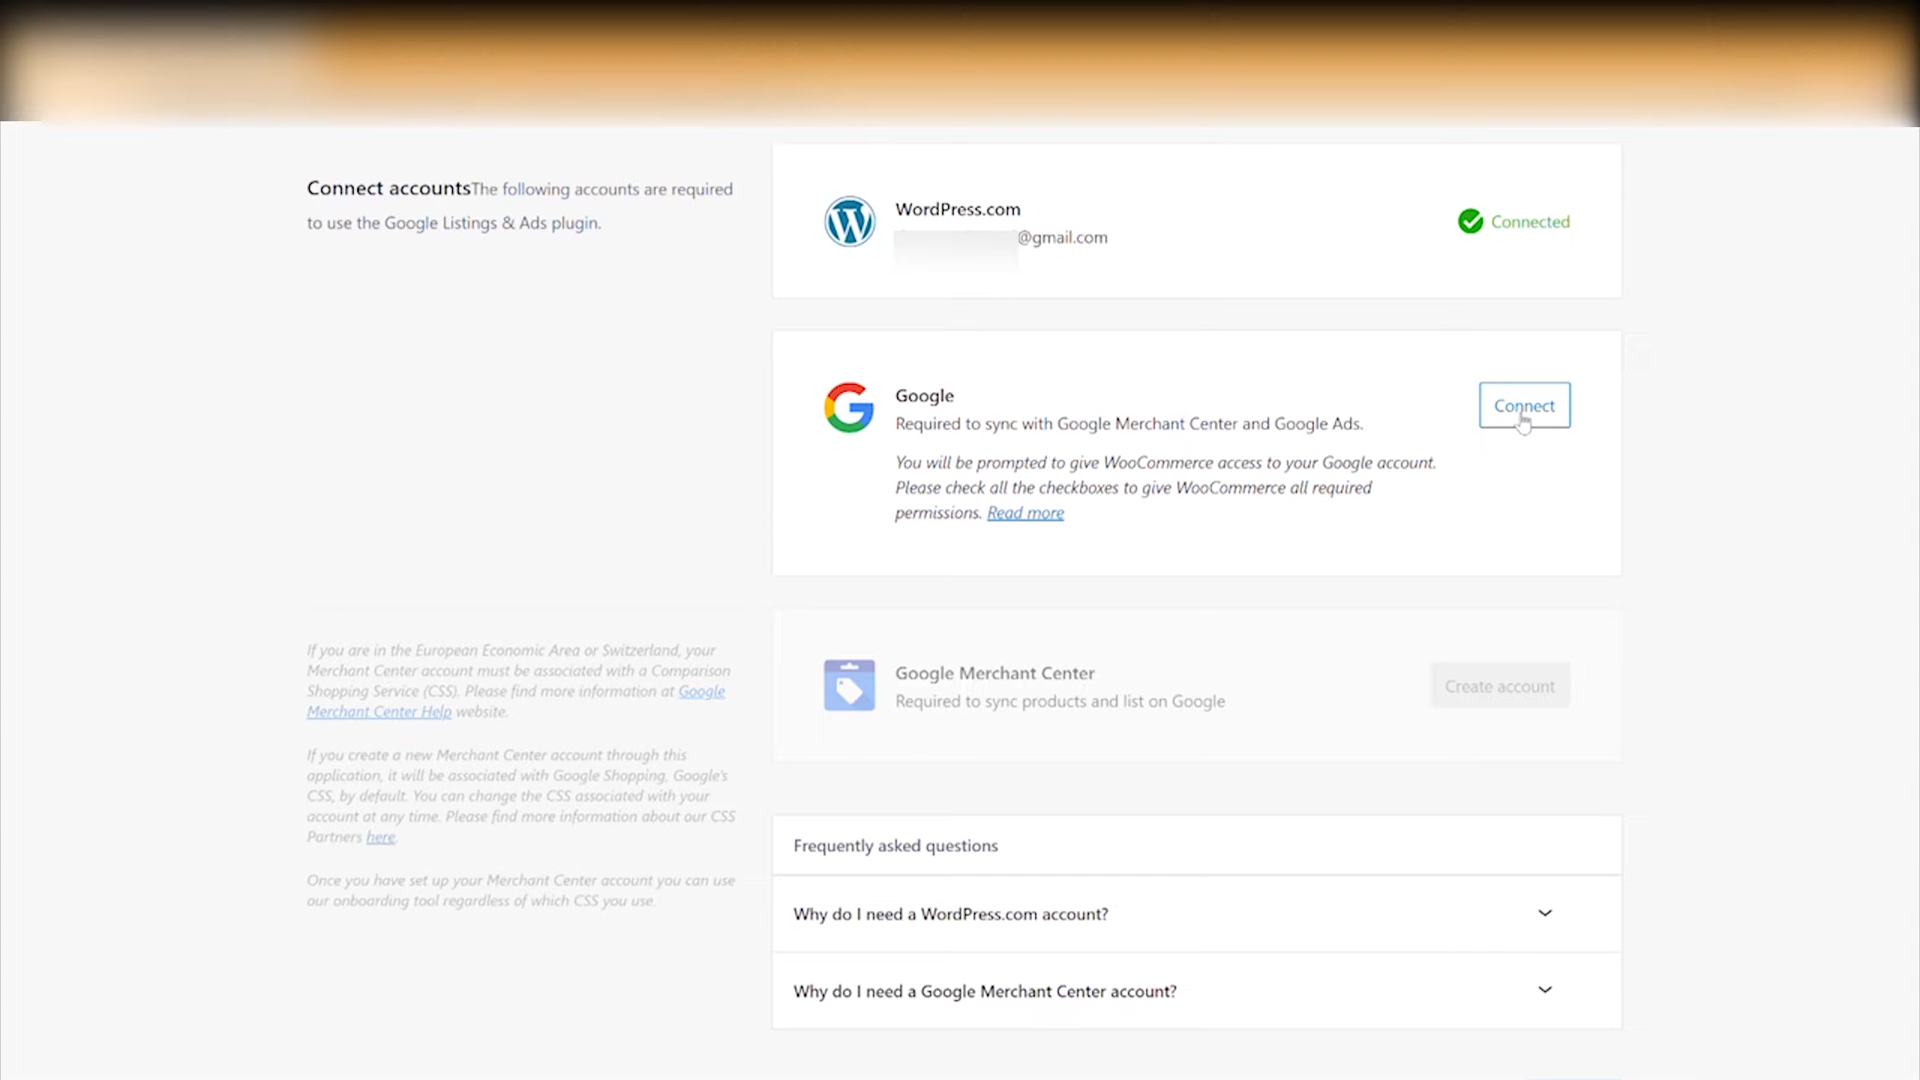 Connect accountsThe following accounts are required
to use the Google Listings & Ads plugin.
WordPress.com
@gmail.com
Connected
Google
Required to sync with Google Merchant Center and Google Ads.
You will be prompted to give WooCommerce access to your Google account.
Please check all the checkboxes to give WooCommerce all required
permissions. Read more
Connect
If you are in the European Economic Area or Switzerland, your
Merchant Center account must be associated with a Comparison
Shopping Service (CSS). Please find more information at Google
Merchant Center Help website.
If you create a new Merchant Center account through this
application, it will be associated with Google Shopping, Google's
CSS, by default. You can change the CSS associated with your
account at any time. Please find more information about our CSS
Partners here.
Once you have set up your Merchant Center account you can use
our onboarding tool regardless of which CSS you use.
Google Merchant Center
Required to sync products and list on Google
Create account
Frequently asked questions
Why do I need a WordPress.com account?
Why do I need a Google Merchant Center account?